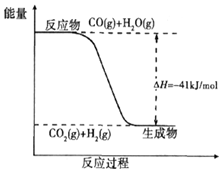 能量
反应物 CO(g)+H₂O(g)
ΔH=-41kJ/mol
CO₂(g)+H₂(g) 生成物
反应过程